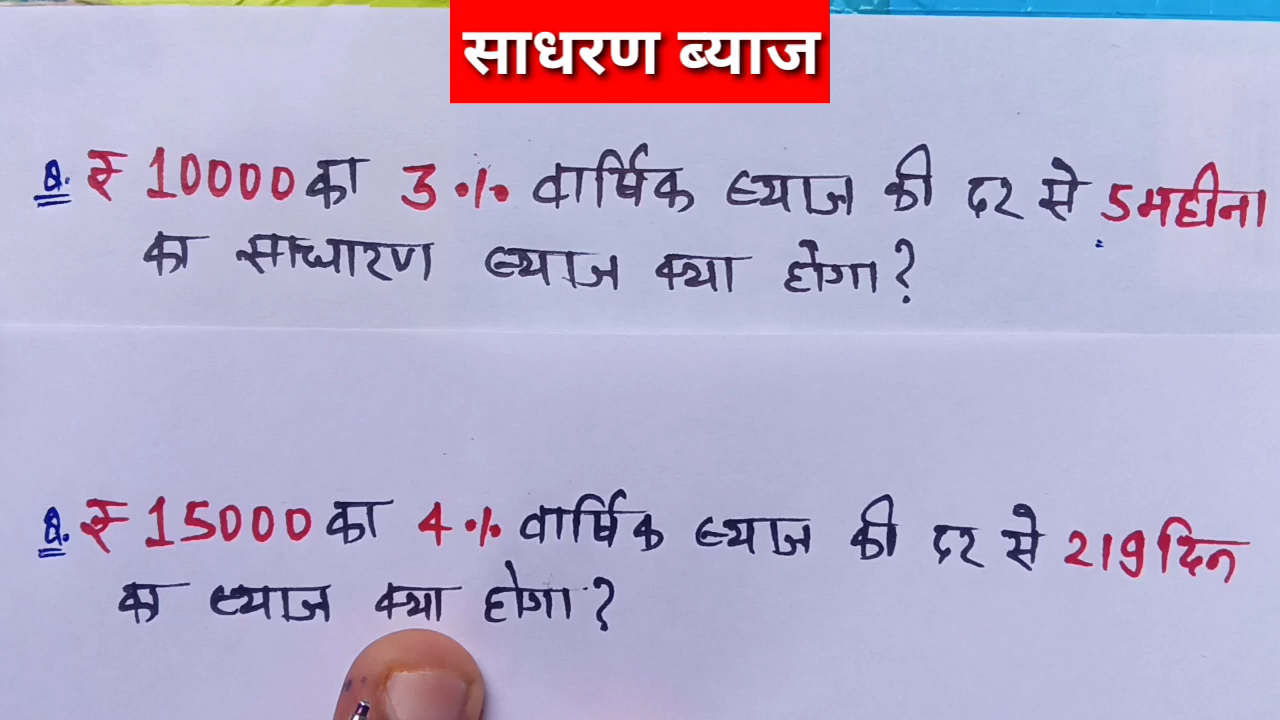 साधरण ब्याज
Q. ₹ 10000 का 3% वार्षिक ब्याज की दर से 5 महीना
का साधारण ब्याज क्या होगा?
Q. ₹ 15000 का 4% वार्षिक ब्याज की दर से 219 दिन
का ब्याज क्या होगा?